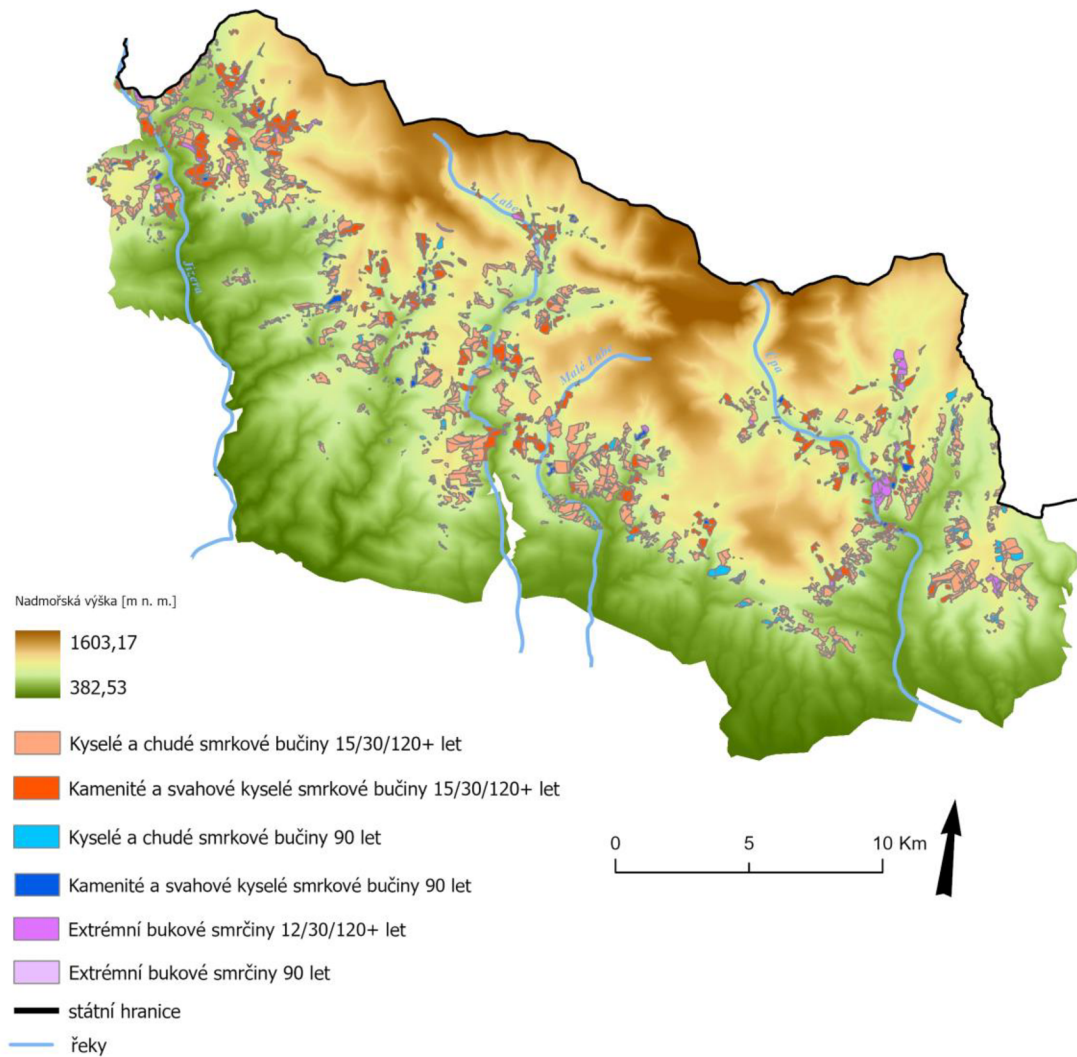 Labe
Jizera
Malé Labe
Úpa
Nadmořská výška [m n. m.]
1603,17
382,53
Kyselé a chudé smrkové bučiny 15/30/120+ let
Kamenité a svahové kyselé smrkové bučiny 15/30/120+ let
Kyselé a chudé smrkové bučiny 90 let
Kamenité a svahové kyselé smrkové bučiny 90 let
Extrémní bukové smrčiny 12/30/120+ let
Extrémní bukové smrčiny 90 let
státní hranice
řeky
0 5 10 Km